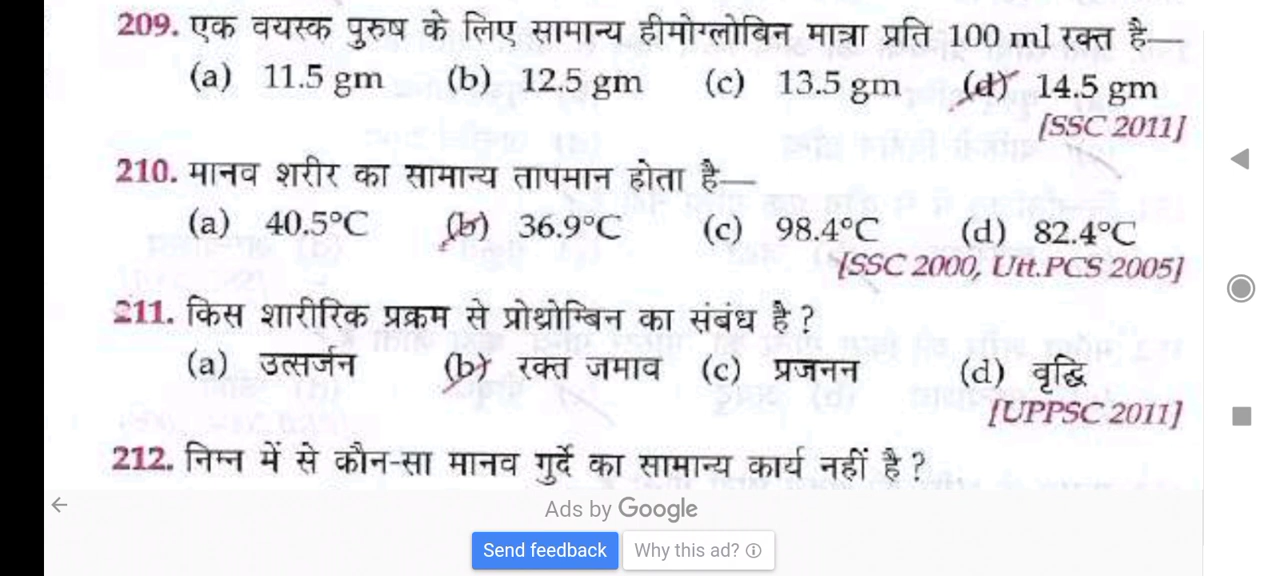 209. एक वयस्क पुरुष के लिए सामान्य हीमोग्लोबिन मात्रा प्रति 100 ml रक्त है—
(a) 11.5 gm (b) 12.5 gm (c) 13.5 gm (d) 14.5 gm
[SSC 2011]
210. मानव शरीर का सामान्य तापमान होता है—
(a) 40.5°C (b) 36.9°C (c) 98.4°C (d) 82.4°C
[SSC 2000, Utt.PCS 2005]
211. किस शारीरिक प्रक्रम से प्रोथ्रोम्बिन का संबंध है ?
(a) उत्सर्जन (b) रक्त जमाव (c) प्रजनन (d) वृद्धि
[UPPSC 2011]
212. निम्न में से कौन-सा मानव गुर्दे का सामान्य कार्य नहीं है ?
Ads by Google
Send feedback Why this ad?